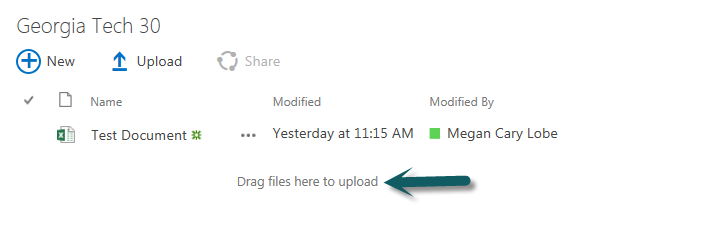 Georgia Tech 30
New Upload Share
Name Modified Modified By
Test Document ... Yesterday at 11:15 AM Megan Cary Lobe
Drag files here to upload